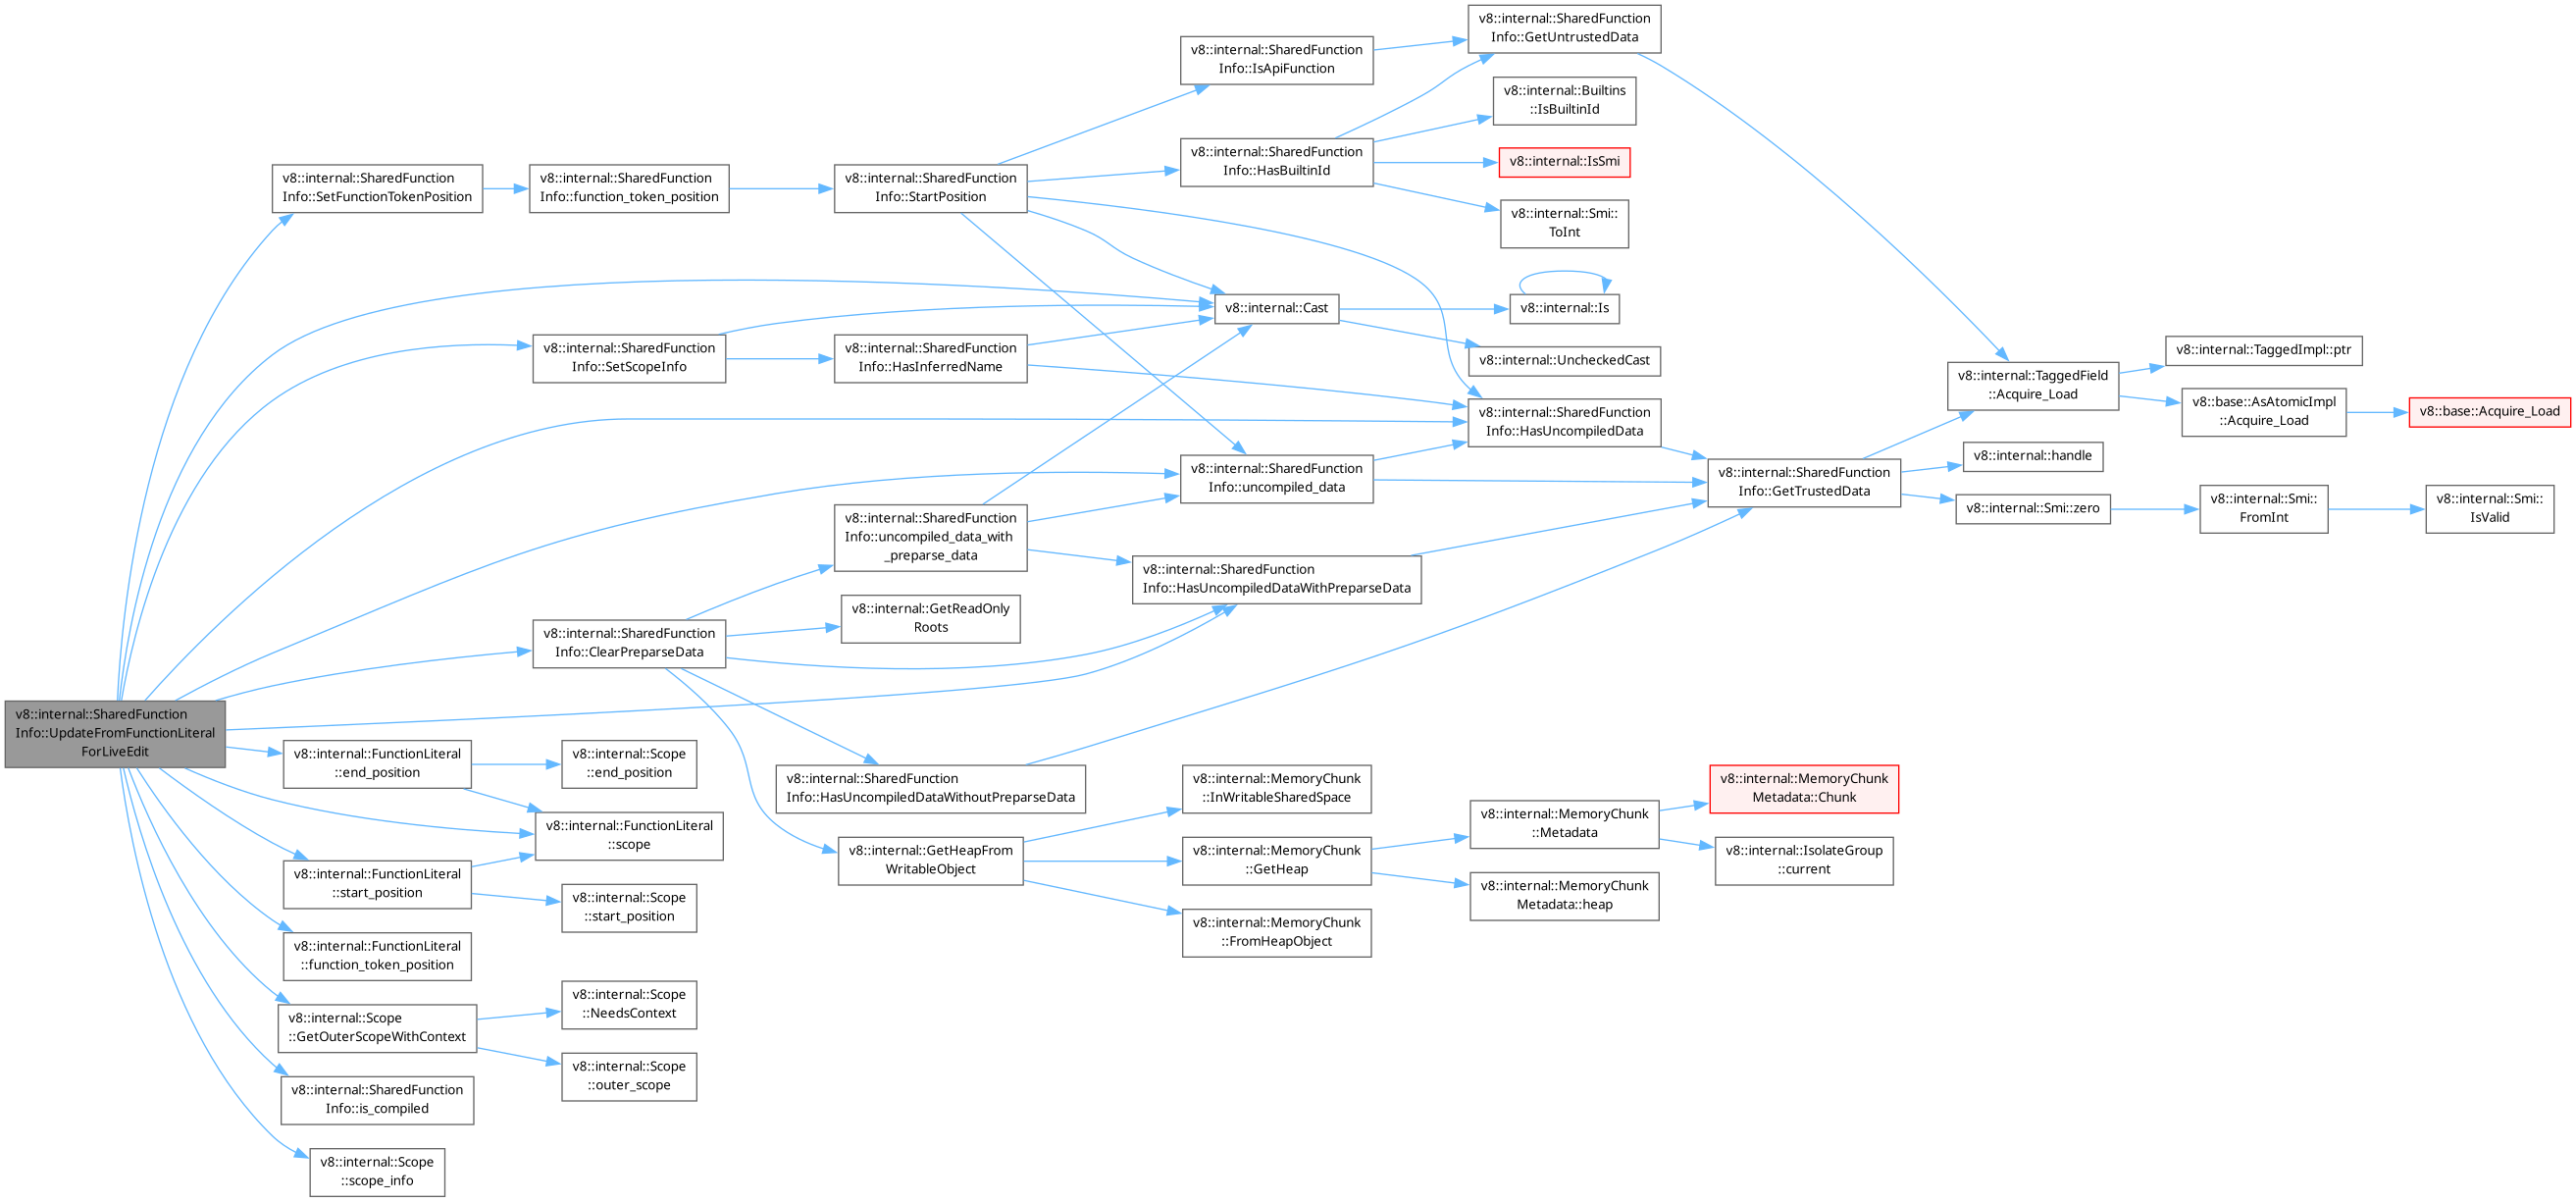 v8::internal::SharedFunction
Info::UpdateFromFunctionLiteral
ForLiveEdit
v8::internal::SharedFunction
Info::SetFunctionTokenPosition
v8::internal::SharedFunction
Info::function_token_position
v8::internal::SharedFunction
Info::StartPosition
v8::internal::SharedFunction
Info::IsApiFunction
v8::internal::SharedFunction
Info::GetUntrustedData
v8::internal::SharedFunction
Info::HasBuiltinId
v8::internal::Builtins
::IsBuiltinId
v8::internal::IsSmi
v8::internal::Smi::
ToInt
v8::internal::Cast
v8::internal::Is
v8::internal::UncheckedCast
v8::internal::SharedFunction
Info::SetScopeInfo
v8::internal::SharedFunction
Info::HasInferredName
v8::internal::SharedFunction
Info::HasUncompiledData
v8::internal::SharedFunction
Info::uncompiled_data
v8::internal::SharedFunction
Info::GetTrustedData
v8::internal::TaggedField
::Acquire_Load
v8::internal::TaggedImpl::ptr
v8::base::AsAtomicImpl
::Acquire_Load
v8::base::Acquire_Load
v8::internal::handle
v8::internal::Smi::zero
v8::internal::Smi::
FromInt
v8::internal::Smi::
IsValid
v8::internal::SharedFunction
Info::uncompiled_data_with
_preparse_data
v8::internal::SharedFunction
Info::HasUncompiledDataWithPreparseData
v8::internal::SharedFunction
Info::ClearPreparseData
v8::internal::GetReadOnly
Roots
v8::internal::SharedFunction
Info::HasUncompiledDataWithoutPreparseData
v8::internal::GetHeapFrom
WritableObject
v8::internal::MemoryChunk
::InWritableSharedSpace
v8::internal::MemoryChunk
::GetHeap
v8::internal::MemoryChunk
::FromHeapObject
v8::internal::MemoryChunk
::Metadata
v8::internal::MemoryChunk
Metadata::heap
v8::internal::MemoryChunk
Metadata::Chunk
v8::internal::IsolateGroup
::current
v8::internal::FunctionLiteral
::end_position
v8::internal::Scope
::end_position
v8::internal::FunctionLiteral
::scope
v8::internal::FunctionLiteral
::start_position
v8::internal::Scope
::start_position
v8::internal::FunctionLiteral
::function_token_position
v8::internal::Scope
::GetOuterScopeWithContext
v8::internal::Scope
::NeedsContext
v8::internal::Scope
::outer_scope
v8::internal::SharedFunction
Info::is_compiled
v8::internal::Scope
::scope_info